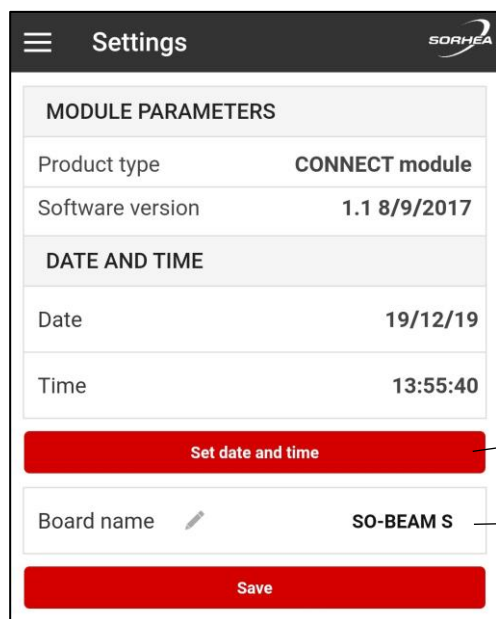 Settings
SORHEA
MODULE PARAMETERS
Product type CONNECT module
Software version 1.1 8/9/2017
DATE AND TIME
Date 19/12/19
Time 13:55:40
Set date and time
Board name SO-BEAM S
Save